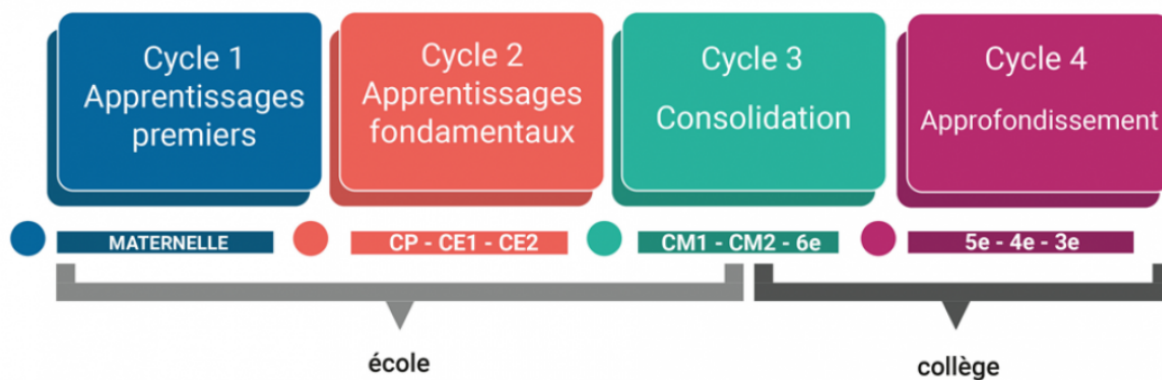 Cycle 1
Apprentissages
premiers
Cycle 2
Apprentissages
fondamentaux
Cycle 3
Consolidation
Cycle 4
Approfondissement
MATERNELLE
CP - CE1 - CE2
CM1 - CM2 - 6e
5e - 4e - 3e
école
collège